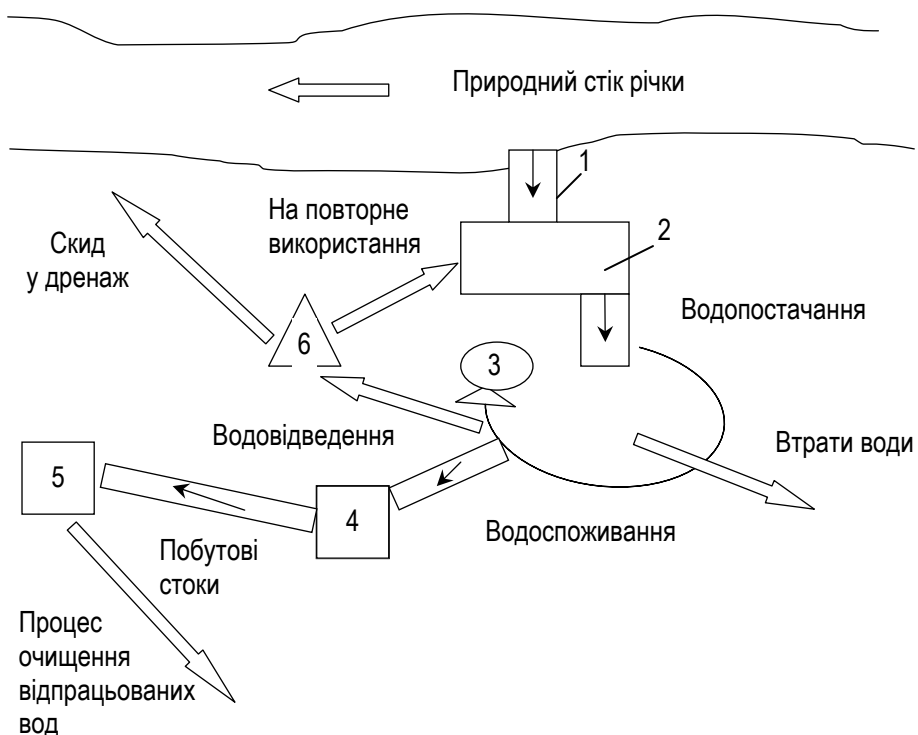 Природний стік річки
1
На повторне
використання
2
Скид
у дренаж
Водопостачання
6
3
Водовідведення
Втрати води
5
4
Водоспоживання
Побутові
стоки
Процес
очищення
відпрацьованих
вод